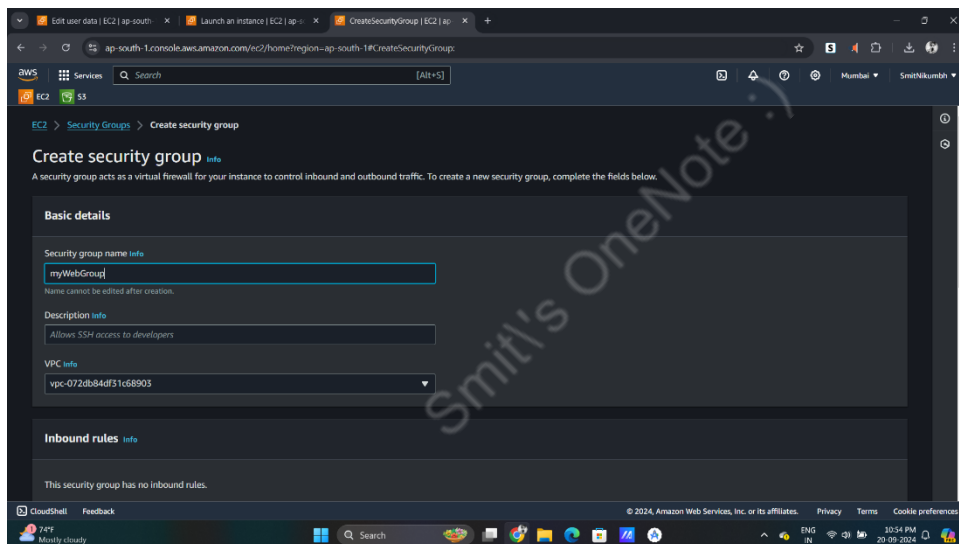 Edit user data | EC2 | ap-south-
Launch an instance | EC2 | ap-s
CreateSecurityGroup | EC2 | ap
ap-south-1.console.aws.amazon.com/ec2/home?region=ap-south-1#CreateSecurityGroup:
aws Services Search [Alt+S] Mumbai SmitNikumbh
EC2 S3
EC2 > Security Groups > Create security group
Create security group Info
A security group acts as a virtual firewall for your instance to control inbound and outbound traffic. To create a new security group, complete the fields below.
Basic details
Security group name Info
myWebGroup
Name cannot be edited after creation.
Description Info
Allows SSH access to developers
VPC Info
vpc-072db84df31c68903
Inbound rules Info
This security group has no inbound rules.
Smit\'s OneNote :)
CloudShell Feedback © 2024, Amazon Web Services, Inc. or its affiliates. Privacy Terms Cookie preferences
1 74°F Search ENG 10:54 PM
Mostly cloudy IN 20-09-2024